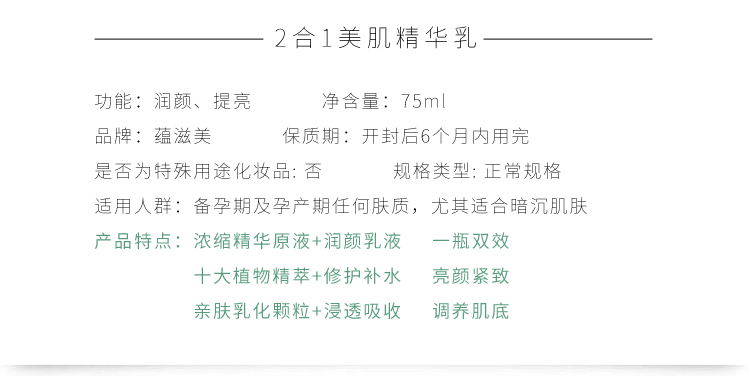 2合1美肌精华乳
功能：润颜、提亮 净含量：75ml
品牌：蕴滋美 保质期：开封后6个月内用完
是否为特殊用途化妆品: 否 规格类型: 正常规格
适用人群：备孕期及孕产期任何肤质，尤其适合暗沉肌肤
产品特点：浓缩精华原液+润颜乳液 一瓶双效
十大植物精萃+修护补水 亮颜紧致
亲肤乳化颗粒+浸透吸收 调养肌底